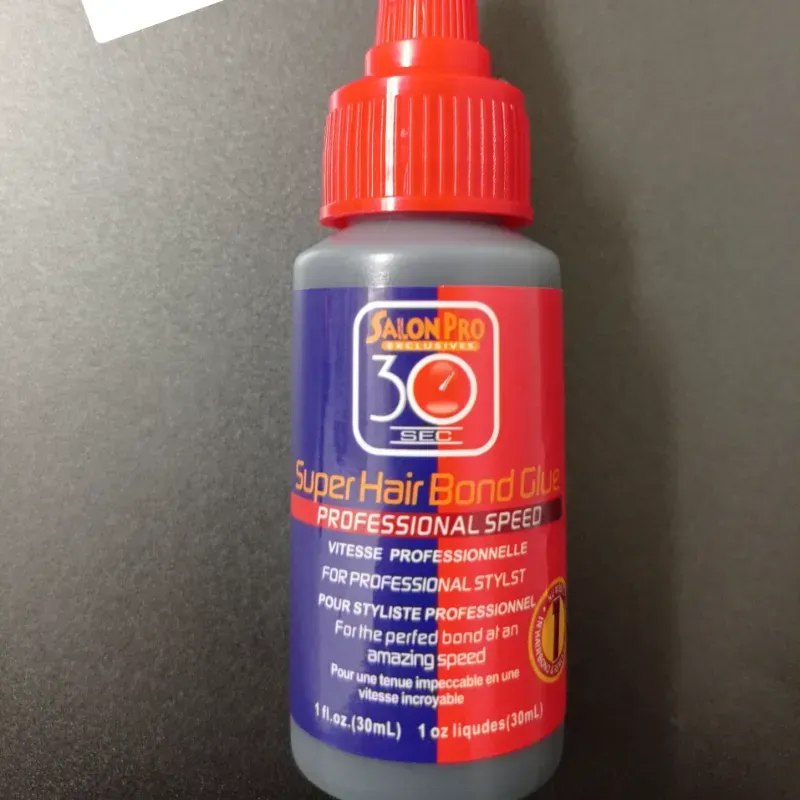 SALON PRO
EXCLUSIVES
30
SEC
Super Hair Bond Glue
PROFESSIONAL SPEED
VITESSE PROFESSIONNELLE
FOR PROFESSIONAL STYLST
POUR STYLISTE PROFESSIONNEL
For the perfed bond at an
amazing speed
Pour une tenue impeccable en une
vitesse incroyable
1 fl.oz.(30mL) 1 oz liqudes(30mL)
1